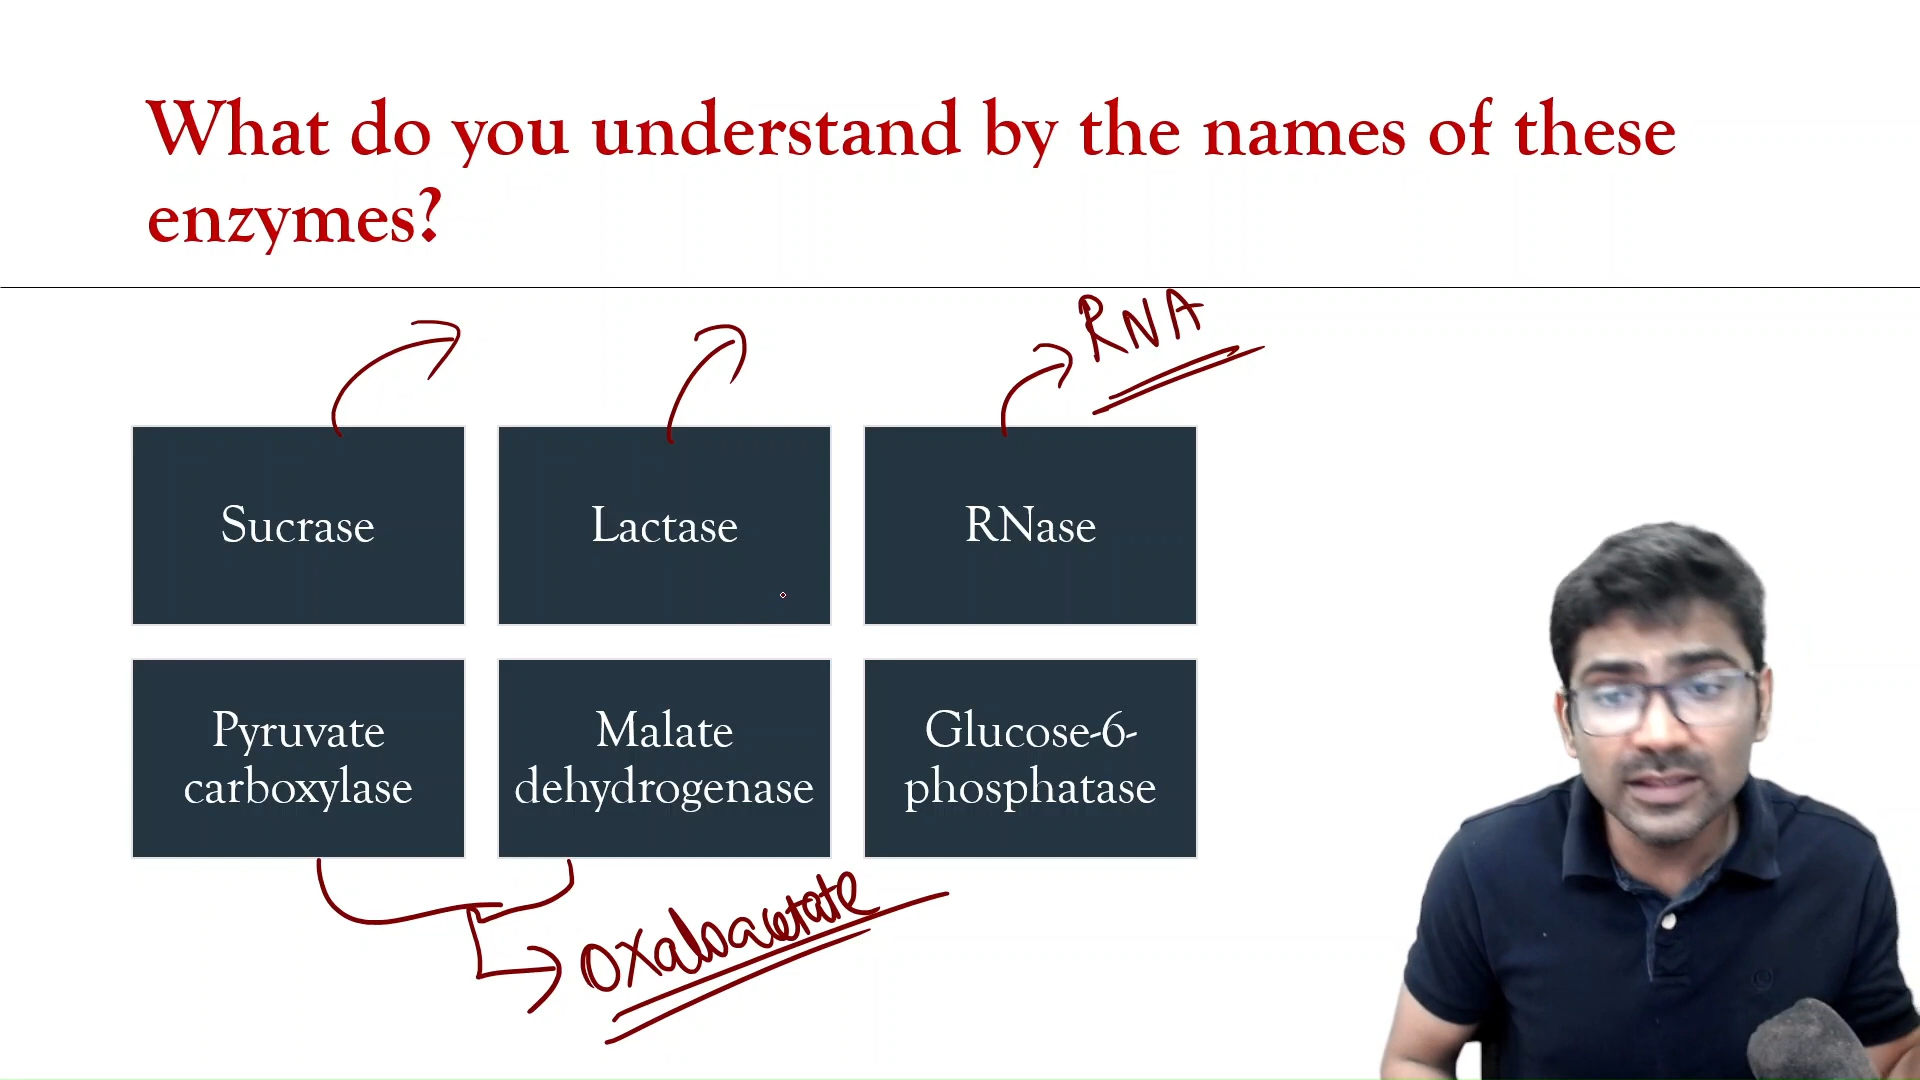 What do you understand by the names of these
enzymes?
RNA
Sucrase
Lactase
RNase
Pyruvate
carboxylase
Malate
dehydrogenase
Glucose-6-
phosphatase
oxaloacetate